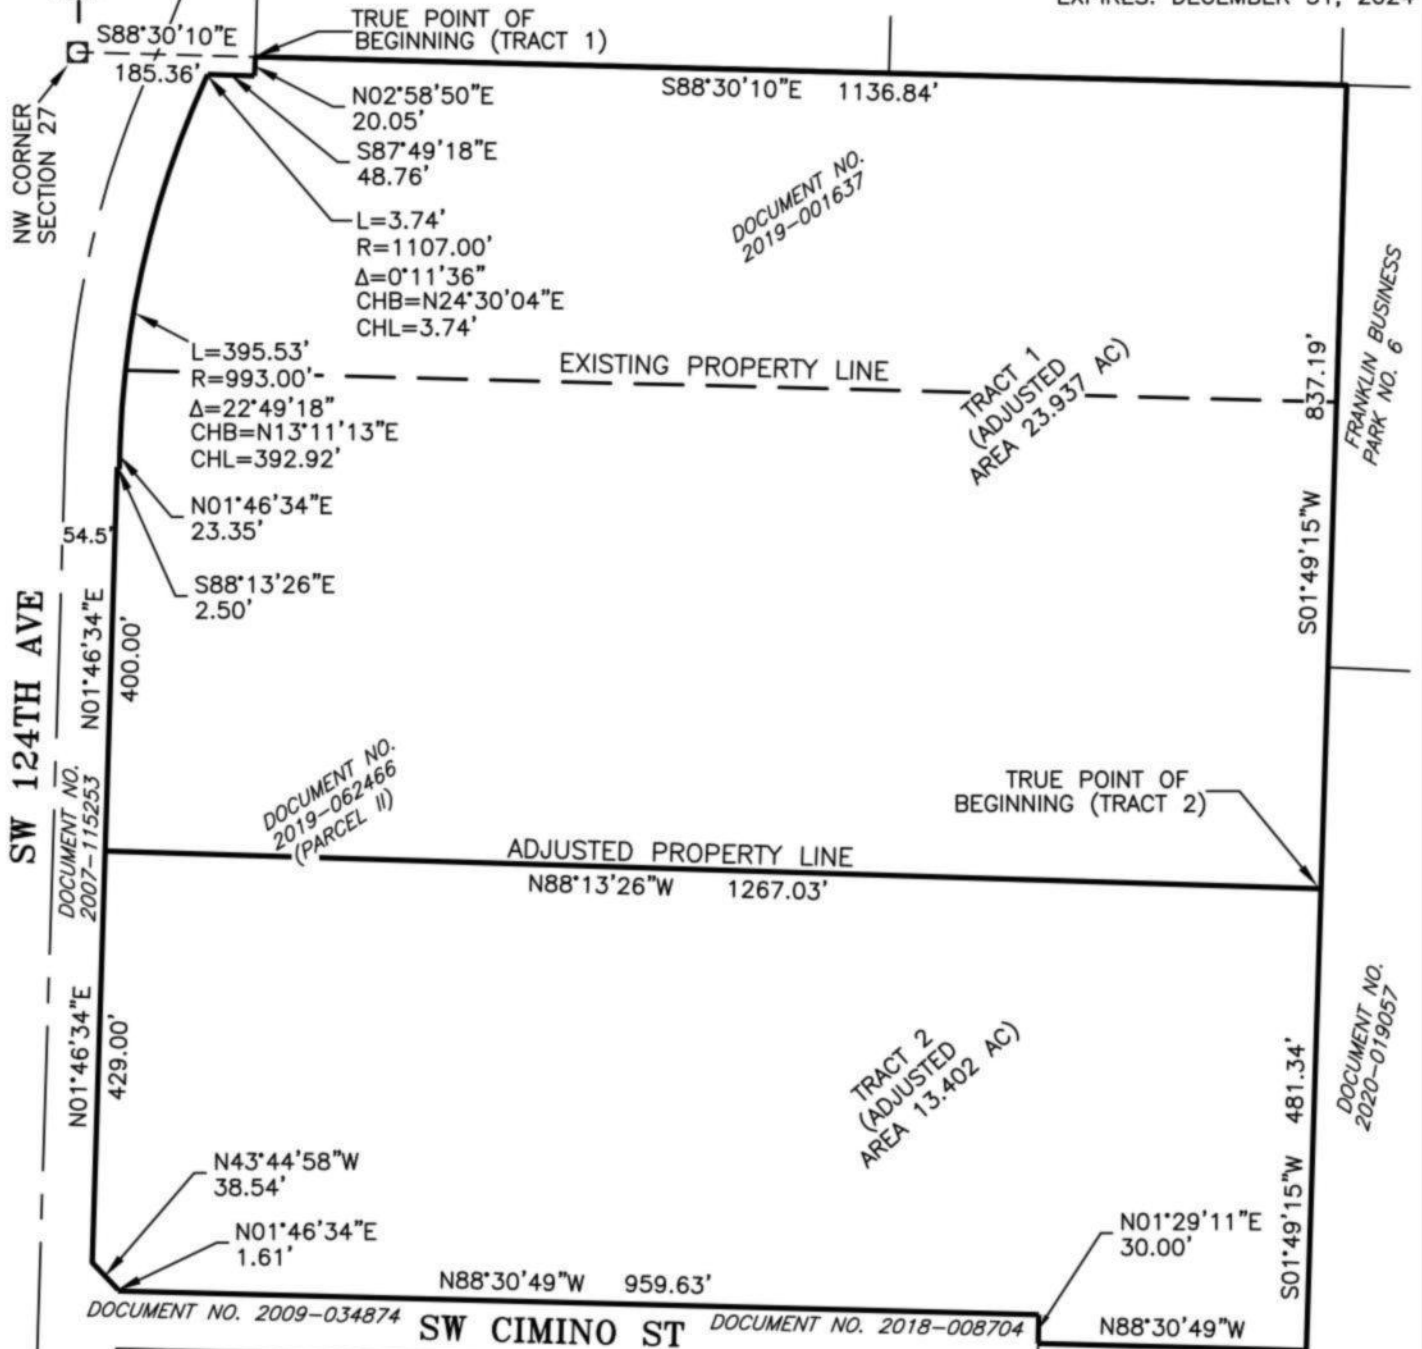 EXPIRES: DECEMBER 31, 2024
TRUE POINT OF
BEGINNING (TRACT 1)
S88°30'10"E
185.36'
NW CORNER
SECTION 27
S88°30'10"E 1136.84'
N02°58'50"E
20.05'
S87°49'18"E
48.76'
L=3.74'
R=1107.00'
Δ=0°11'36"
CHB=N24°30'04"E
CHL=3.74'
DOCUMENT NO.
2019-001637
L=395.53'
R=993.00'
Δ=22°49'18"
CHB=N13°11'13"E
CHL=392.92'
EXISTING PROPERTY LINE
TRACT 1
(ADJUSTED
AREA 23.937 AC)
837.19'
S01°49'15"W
FRANKLIN BUSINESS
PARK NO. 6
N01°46'34"E
23.35'
54.5'
S88°13'26"E
2.50'
SW 124TH AVE
N01°46'34"E
400.00'
DOCUMENT NO.
2007-115253
DOCUMENT NO.
2019-062466
(PARCEL II)
TRUE POINT OF
BEGINNING (TRACT 2)
ADJUSTED PROPERTY LINE
N88°13'26"W 1267.03'
N01°46'34"E
429.00'
TRACT 2
(ADJUSTED
AREA 13.402 AC)
S01°49'15"W 481.34'
DOCUMENT NO.
2020-019057
N43°44'58"W
38.54'
N01°46'34"E
1.61'
N01°29'11"E
30.00'
N88°30'49"W 959.63'
DOCUMENT NO. 2009-034874
SW CIMINO ST
DOCUMENT NO. 2018-008704
N88°30'49"W